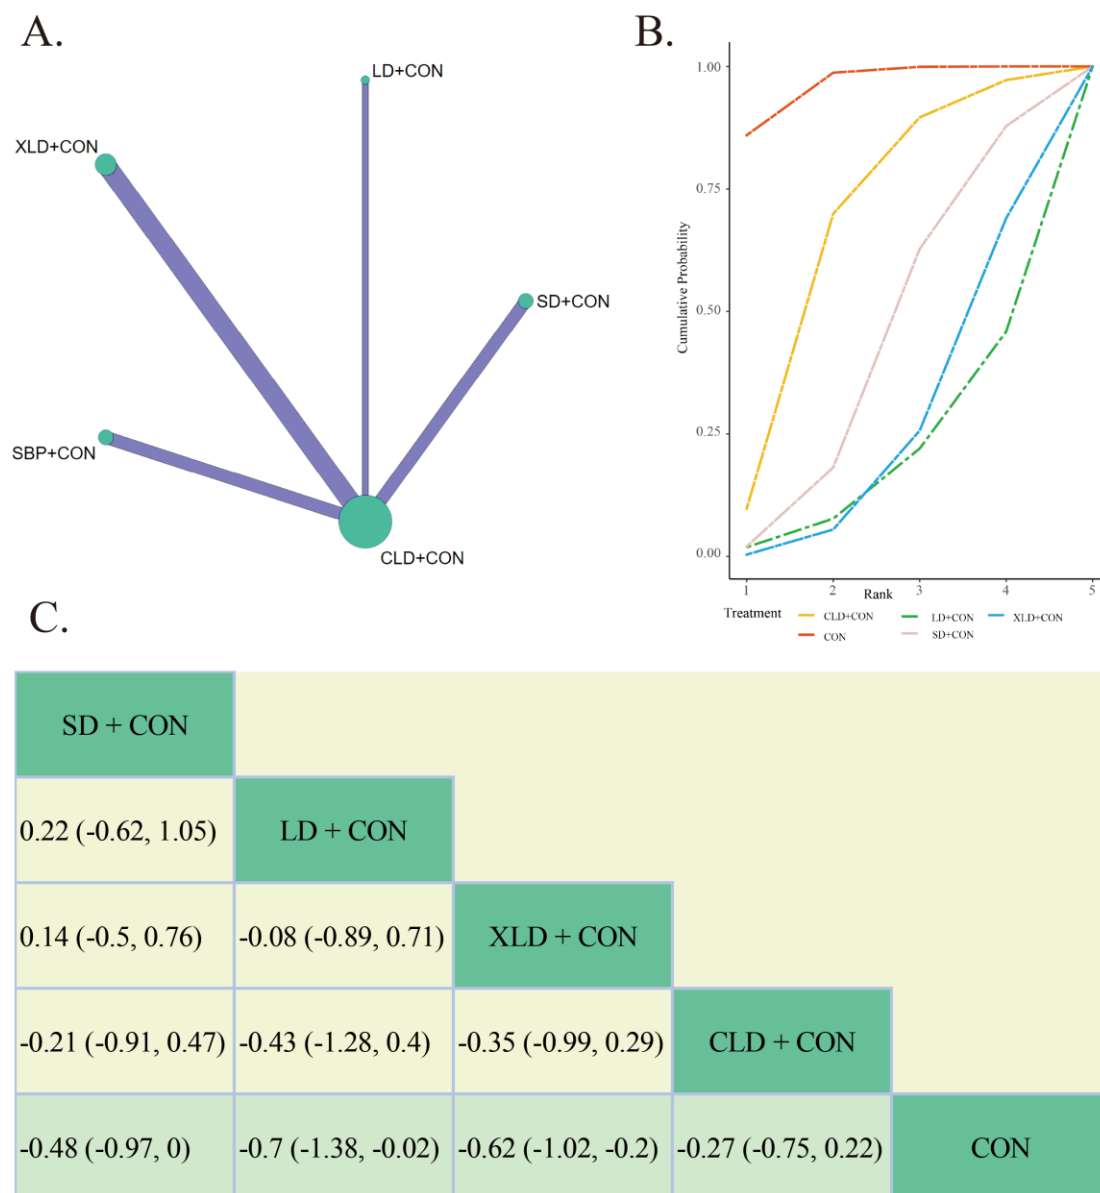 A.
LD+CON
XLD+CON
SD+CON
SBP+CON
CLD+CON
B.
1.00
0.75
0.50
0.25
0.00
Cumulative Probability
1 2 3 4 5
Rank
Treatment
CLD+CON LD+CON XLD+CON
CON SD+CON
C.
SD + CON
0.22 (-0.62, 1.05) LD + CON
0.14 (-0.5, 0.76) -0.08 (-0.89, 0.71) XLD + CON
-0.21 (-0.91, 0.47) -0.43 (-1.28, 0.4) -0.35 (-0.99, 0.29) CLD + CON
-0.48 (-0.97, 0) -0.7 (-1.38, -0.02) -0.62 (-1.02, -0.2) -0.27 (-0.75, 0.22) CON